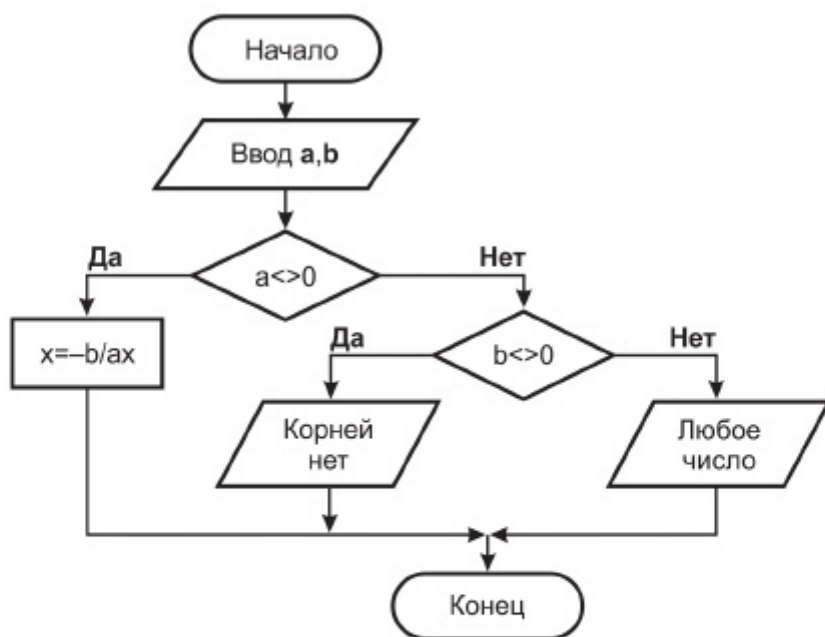 Начало
Ввод a,b
Да
a<>0
Нет
x=–b/ax
Да
b<>0
Нет
Корней
нет
Любое
число
Конец